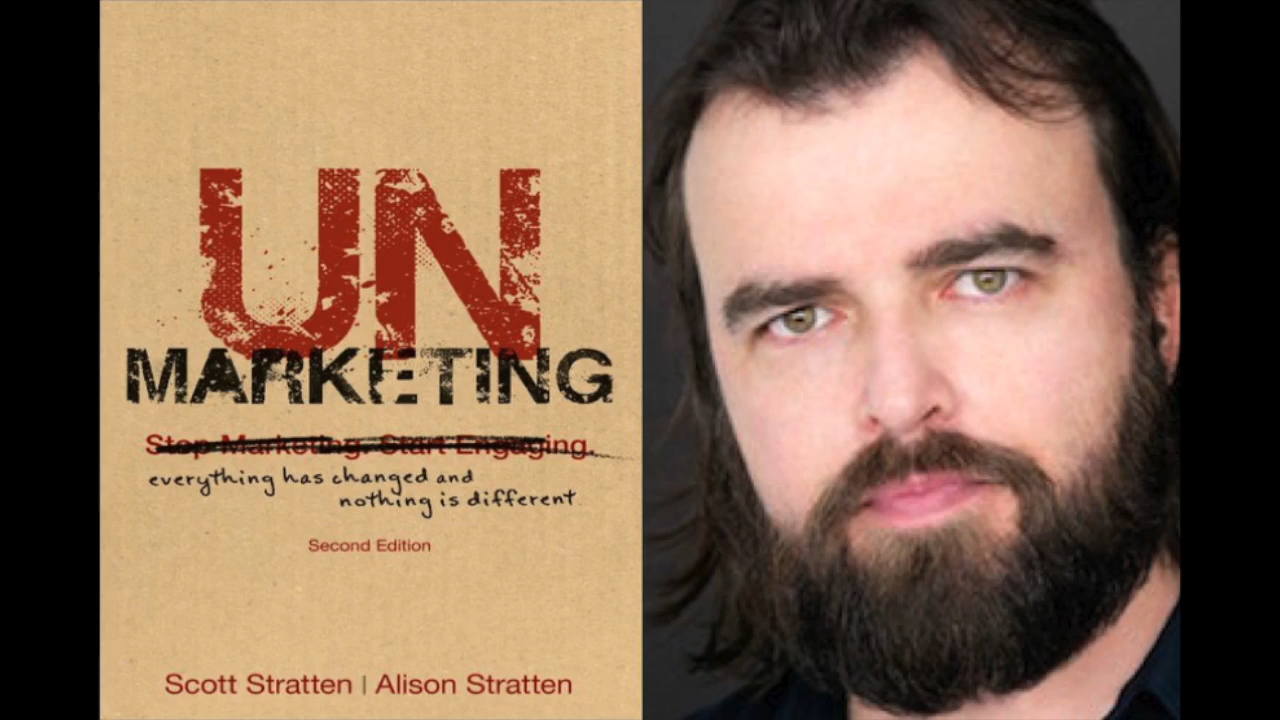 UN
MARKETING
Stop Marketing. Start Engaging.
everything has changed and
nothing is different
Second Edition
Scott Stratten | Alison Stratten